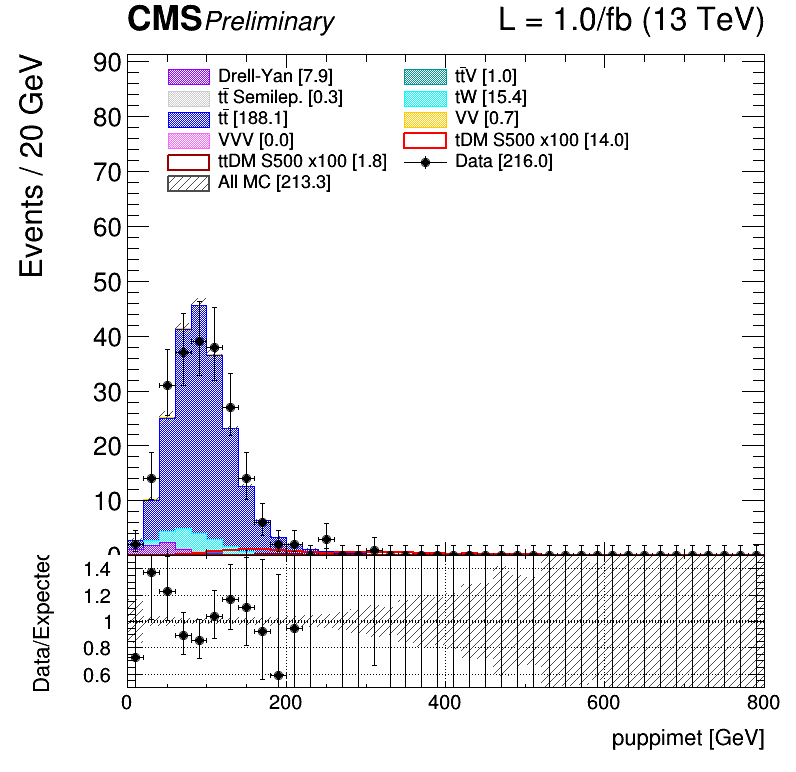 CMS Preliminary L = 1.0/fb (13 TeV)
Events / 20 GeV
90
80
70
60
50
40
30
20
10
0
Drell-Yan [7.9] tt̄V [1.0]
tt̄ Semilep. [0.3] tW [15.4]
tt̄ [188.1] VV [0.7]
VVV [0.0] tDM S500 x100 [14.0]
ttDM S500 x100 [1.8] Data [216.0]
All MC [213.3]
Data/Expected
1.4
1.2
1
0.8
0.6
0 200 400 600 800
puppimet [GeV]